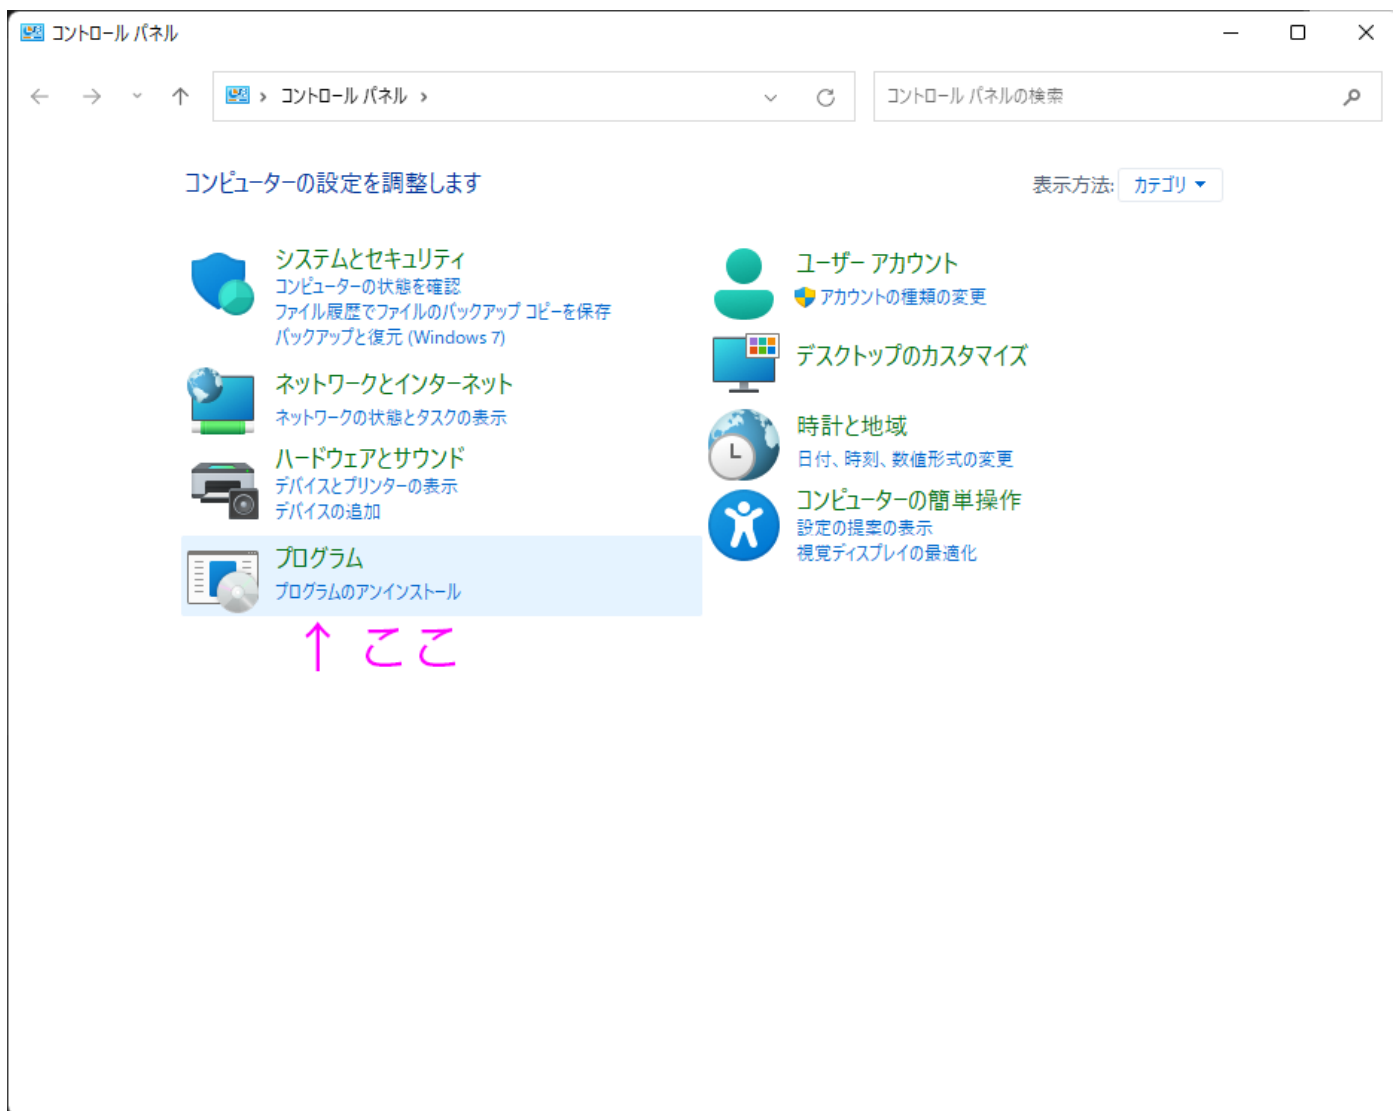 コントロール パネル
コントロール パネル
コントロール パネルの検索
コンピューターの設定を調整します
表示方法: カテゴリ
システムとセキュリティ
コンピューターの状態を確認
ファイル履歴でファイルのバックアップ コピーを保存
バックアップと復元 (Windows 7)
ネットワークとインターネット
ネットワークの状態とタスクの表示
ハードウェアとサウンド
デバイスとプリンターの表示
デバイスの追加
プログラム
プログラムのアンインストール
↑ ここ
ユーザー アカウント
アカウントの種類の変更
デスクトップのカスタマイズ
時計と地域
日付、時刻、数値形式の変更
コンピューターの簡単操作
設定の提案の表示
視覚ディスプレイの最適化